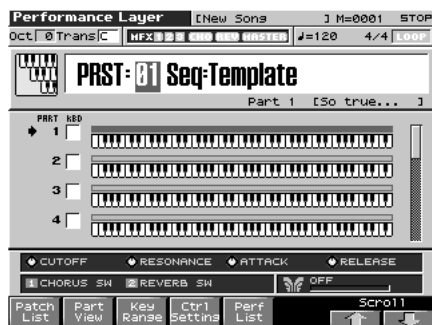 Performance Layer [New Song ] M=0001 STOP
Oct 0 Trans C MFX 1 2 3 CHO REV MASTER ♩=120 4/4 LOOP
PRST: 01 Seq:Template
Part 1 [So true... ]
PART KBD
1
2
3
4
CUTOFF RESONANCE ATTACK RELEASE
1 CHORUS SW 2 REVERB SW OFF
Patch List Part View Key Range Ctrl Setting Perf List Scroll